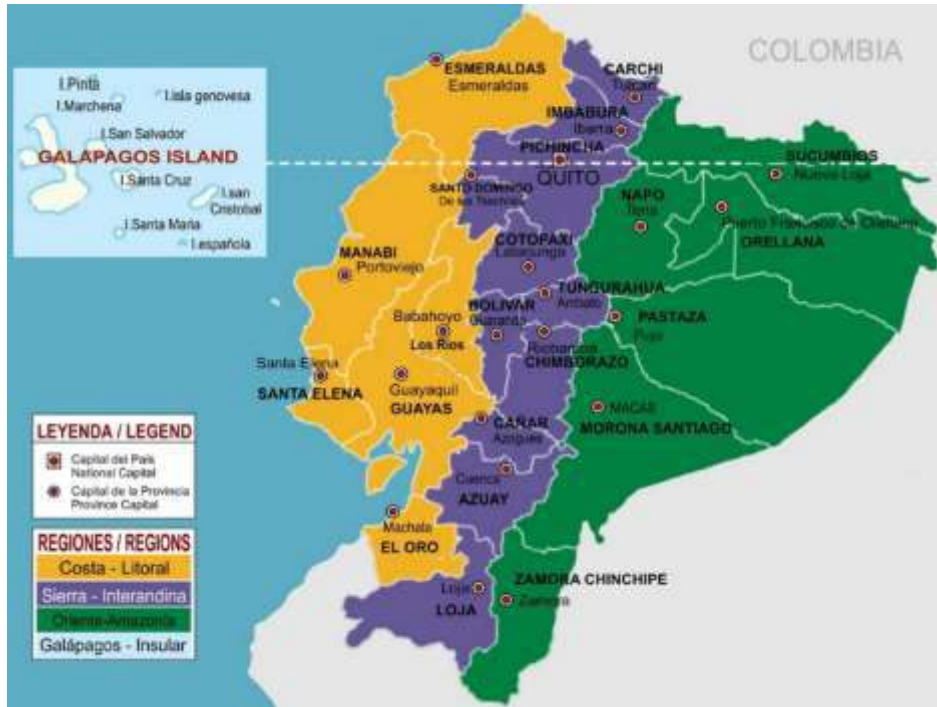 COLOMBIA
ESMERALDAS
Esmeraldas
CARCHI
Tulcan
IMBABURA
Ibarra
PICHINCHA
QUITO
I.Pinta
I.Marchena
I.Isla genovesa
I.San Salvador
GALAPAGOS ISLAND
I.Santa Cruz
I.san
Cristobal
I.Santa Maria
I.española
SANTO DOMINGO
SUCUMBIOS
Nueva Loja
NAPO
Tena
Puerto Francisco de Orellana
ORELLANA
MANABI
Portoviejo
COTOPAXI
Latacunga
TUNGURAHUA
Ambato
BOLIVAR
Guaranda
Babahoyo
Los Rios
PASTAZA
Puyo
Riobamba
CHIMBORAZO
Santa Elena
SANTA ELENA
Guayaquil
GUAYAS
MACAS
MORONA SANTIAGO
CAÑAR
Azogues
Cuenca
AZUAY
Machala
EL ORO
Loja
LOJA
ZAMORA CHINCHIPE
Zamora
LEYENDA / LEGEND
Capital del País
National Capital
Capital de la Provincia
Province Capital
REGIONES / REGIONS
Costa - Litoral
Sierra - Interandina
Oriente-Amazonía
Galápagos - Insular